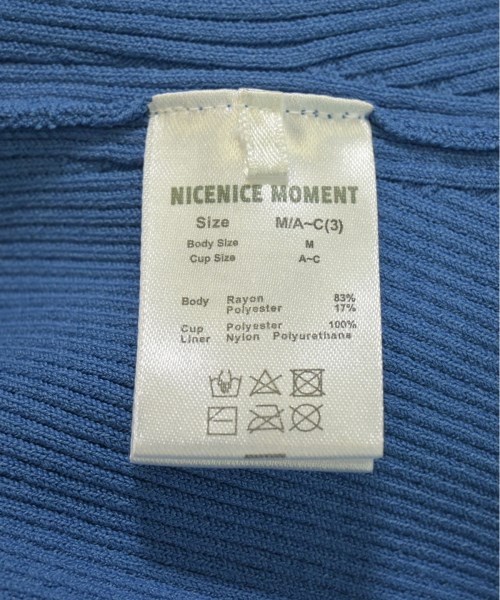 NICENICE MOMENT
Size M/A~C(3)
Body Size M
Cup Size A~C
Body Rayon 83%
Polyester 17%
Cup Polyester 100%
Liner Nylon Polyurethane